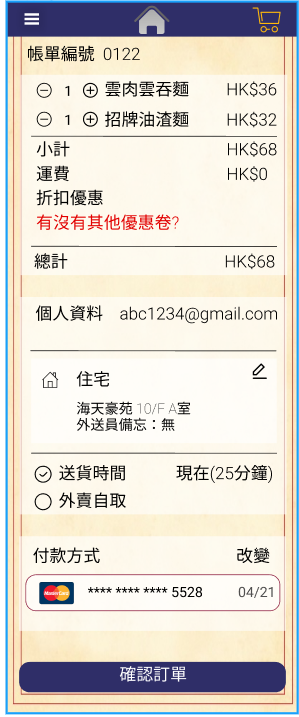 帳單編號 0122
1 雲肉雲吞麵 HK$36
1 招牌油渣麵 HK$32
小計 HK$68
運費 HK$0
折扣優惠
有沒有其他優惠卷?
總計 HK$68
個人資料 abc1234@gmail.com
住宅
海天豪苑 10/F A室
外送員備忘：無
送貨時間 現在(25分鐘)
外賣自取
付款方式 改變
MasterCard **** **** **** 5528 04/21
確認訂單